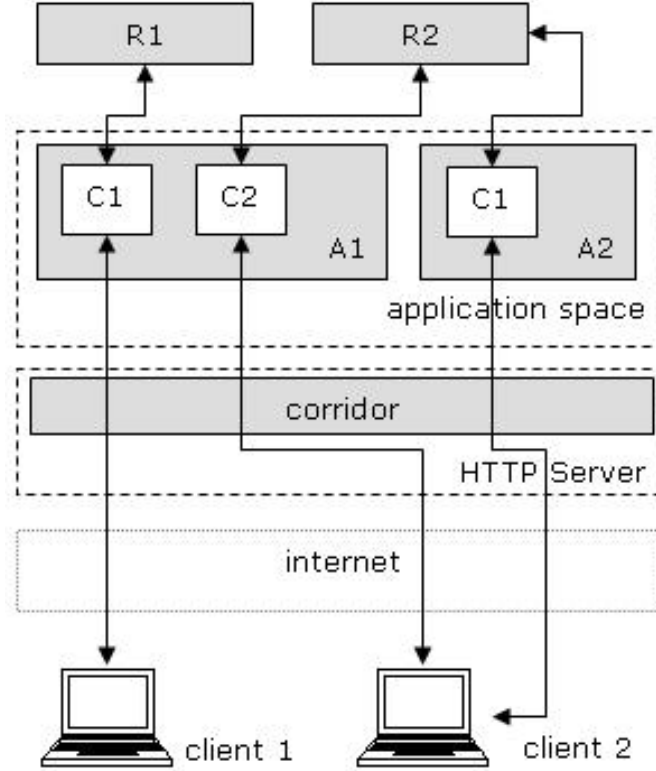 R1
R2
C1
C2
C1
A1
A2
application space
corridor
HTTP Server
internet
client 1
client 2